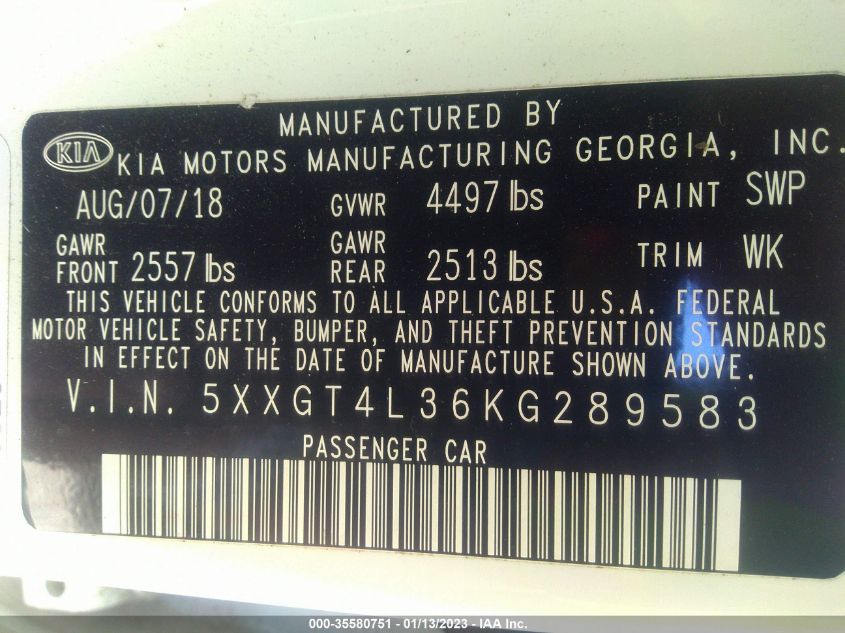 MANUFACTURED BY
KIA KIA MOTORS MANUFACTURING GEORGIA, INC.
AUG/07/18 GVWR 4497 lbs PAINT SWP
GAWR FRONT 2557 lbs GAWR REAR 2513 lbs TRIM WK
THIS VEHICLE CONFORMS TO ALL APPLICABLE U.S.A. FEDERAL
MOTOR VEHICLE SAFETY, BUMPER, AND THEFT PREVENTION STANDARDS
IN EFFECT ON THE DATE OF MANUFACTURE SHOWN ABOVE.
V.I.N. 5XXGT4L36KG289583
PASSENGER CAR
000-35580751 - 01/13/2023 - IAA Inc.